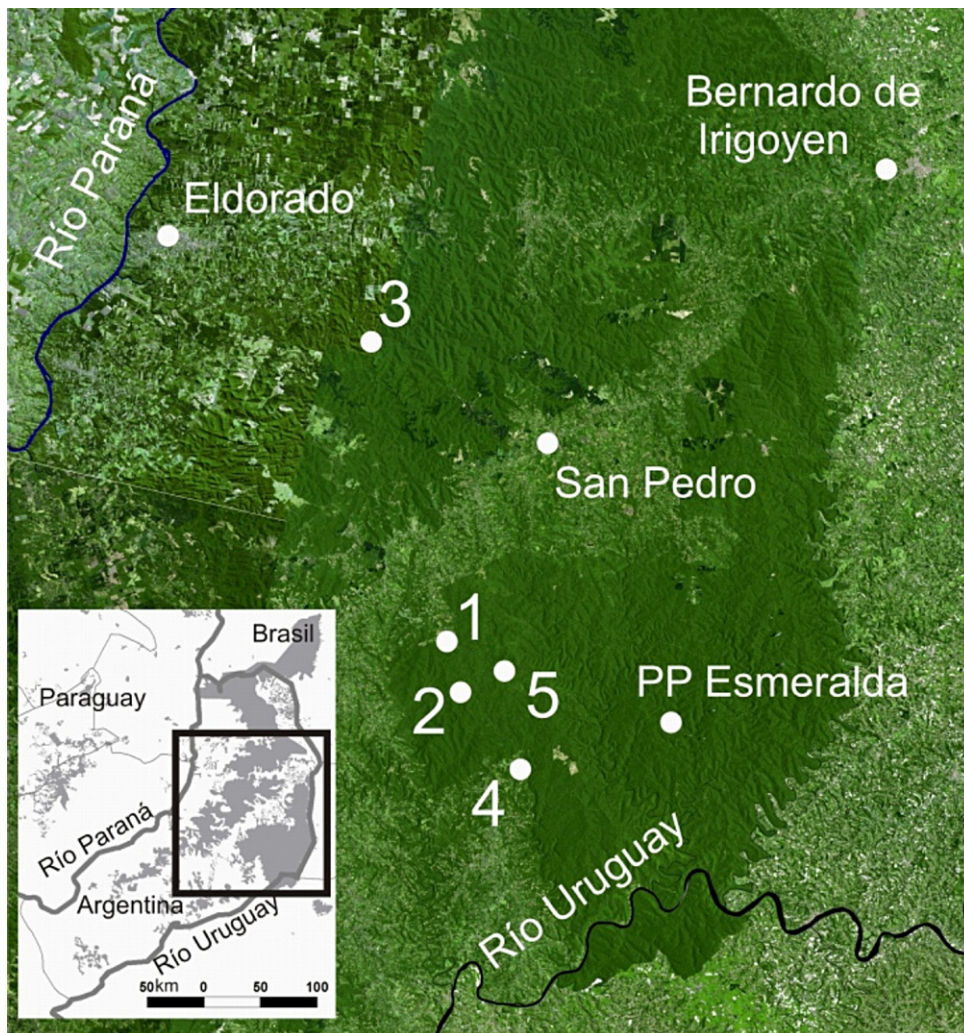 Bernardo de
Irigoyen
Río Paraná
Eldorado
3
San Pedro
1
5
2
PP Esmeralda
4
Río Uruguay
Brasil
Paraguay
Río Paraná
Argentina
Río Uruguay
50km 0 50 100